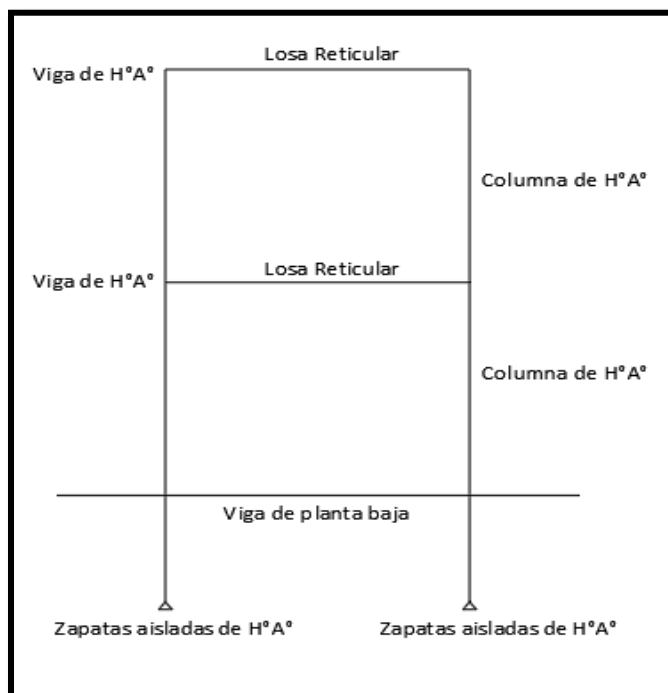 Losa Reticular
Viga de H°A°
Columna de H°A°
Losa Reticular
Viga de H°A°
Columna de H°A°
Viga de planta baja
Zapatas aisladas de H°A°
Zapatas aisladas de H°A°